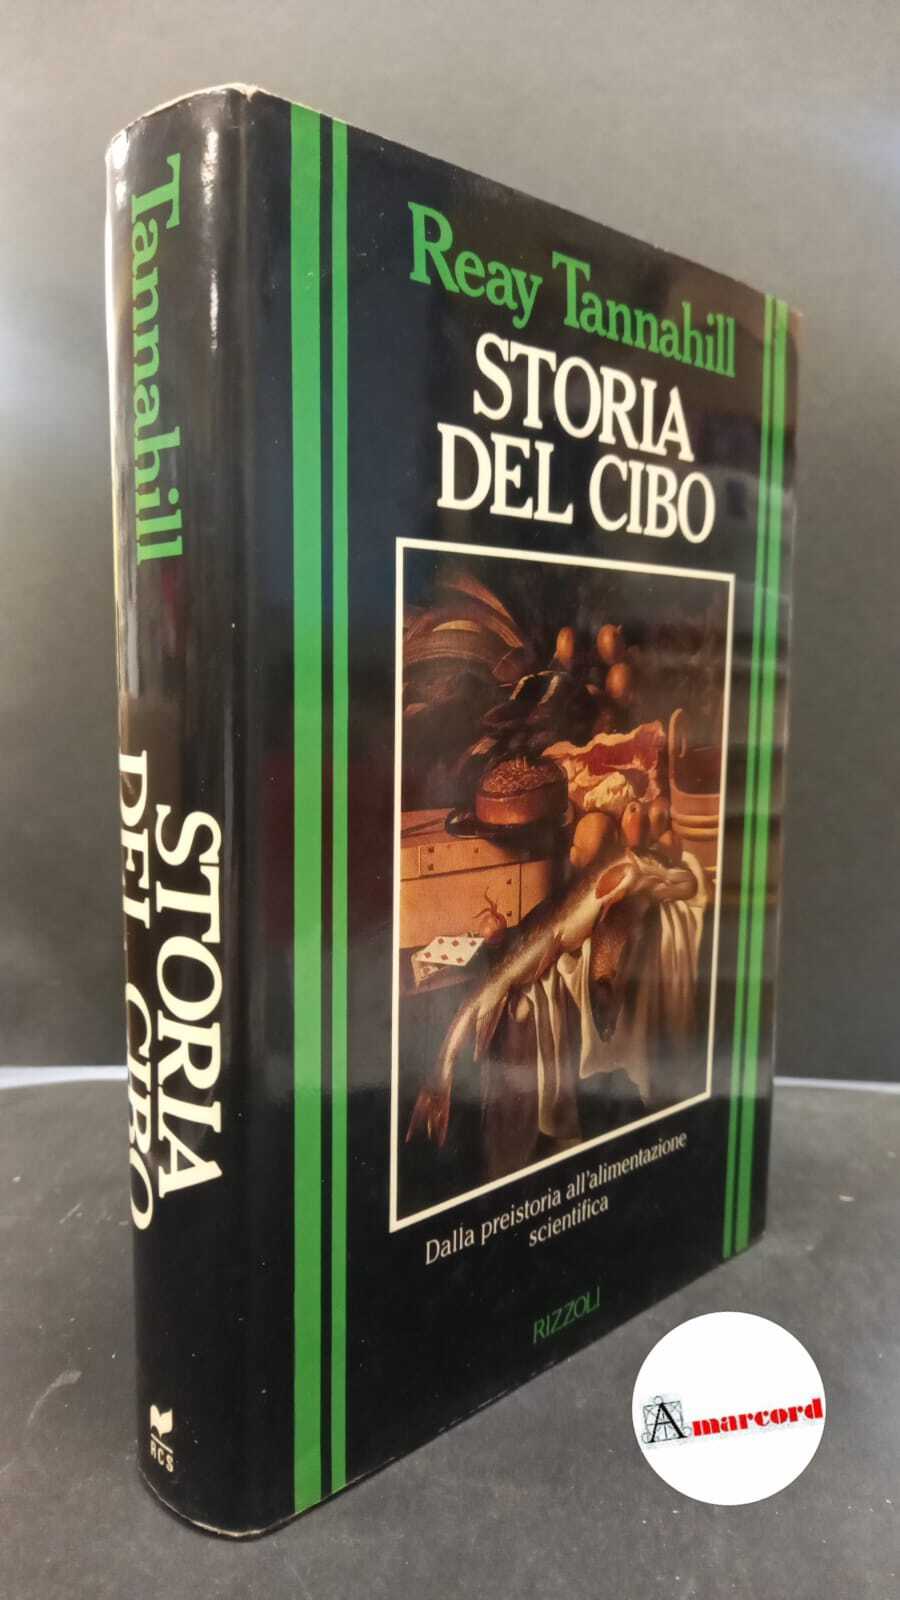 Tannahill
STORIA
DEL CIBO
RCS
Reay Tannahill
STORIA
DEL CIBO
Dalla preistoria all'alimentazione
scientifica
RIZZOLI
Amarcord